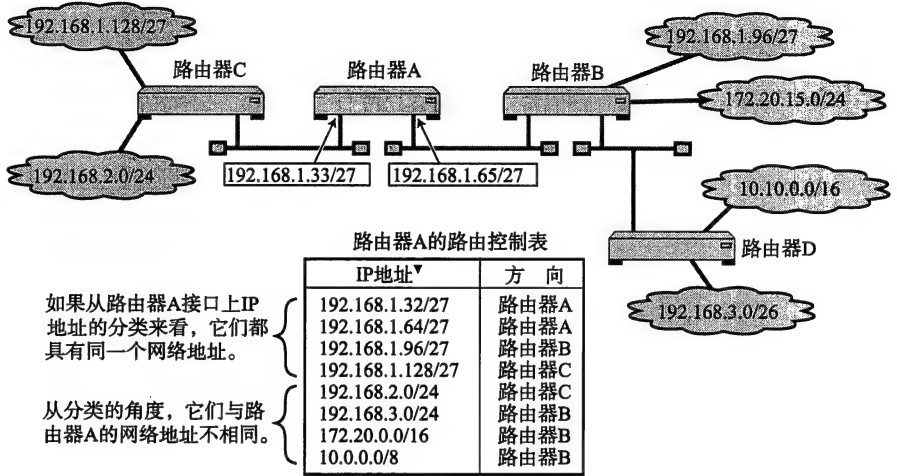 192.168.1.128/27
192.168.1.96/27
路由器C
路由器A
路由器B
172.20.15.0/24
192.168.2.0/24
192.168.1.33/27
192.168.1.65/27
10.10.0.0/16
路由器D
192.168.3.0/26
路由器A的路由控制表
IP地址▼ 方 向
192.168.1.32/27 路由器A
192.168.1.64/27 路由器A
192.168.1.96/27 路由器B
192.168.1.128/27 路由器C
192.168.2.0/24 路由器C
192.168.3.0/24 路由器B
172.20.0.0/16 路由器B
10.0.0.0/8 路由器B
如果从路由器A接口上IP
地址的分类来看，它们都
具有同一个网络地址。
从分类的角度，它们与路
由器A的网络地址不相同。